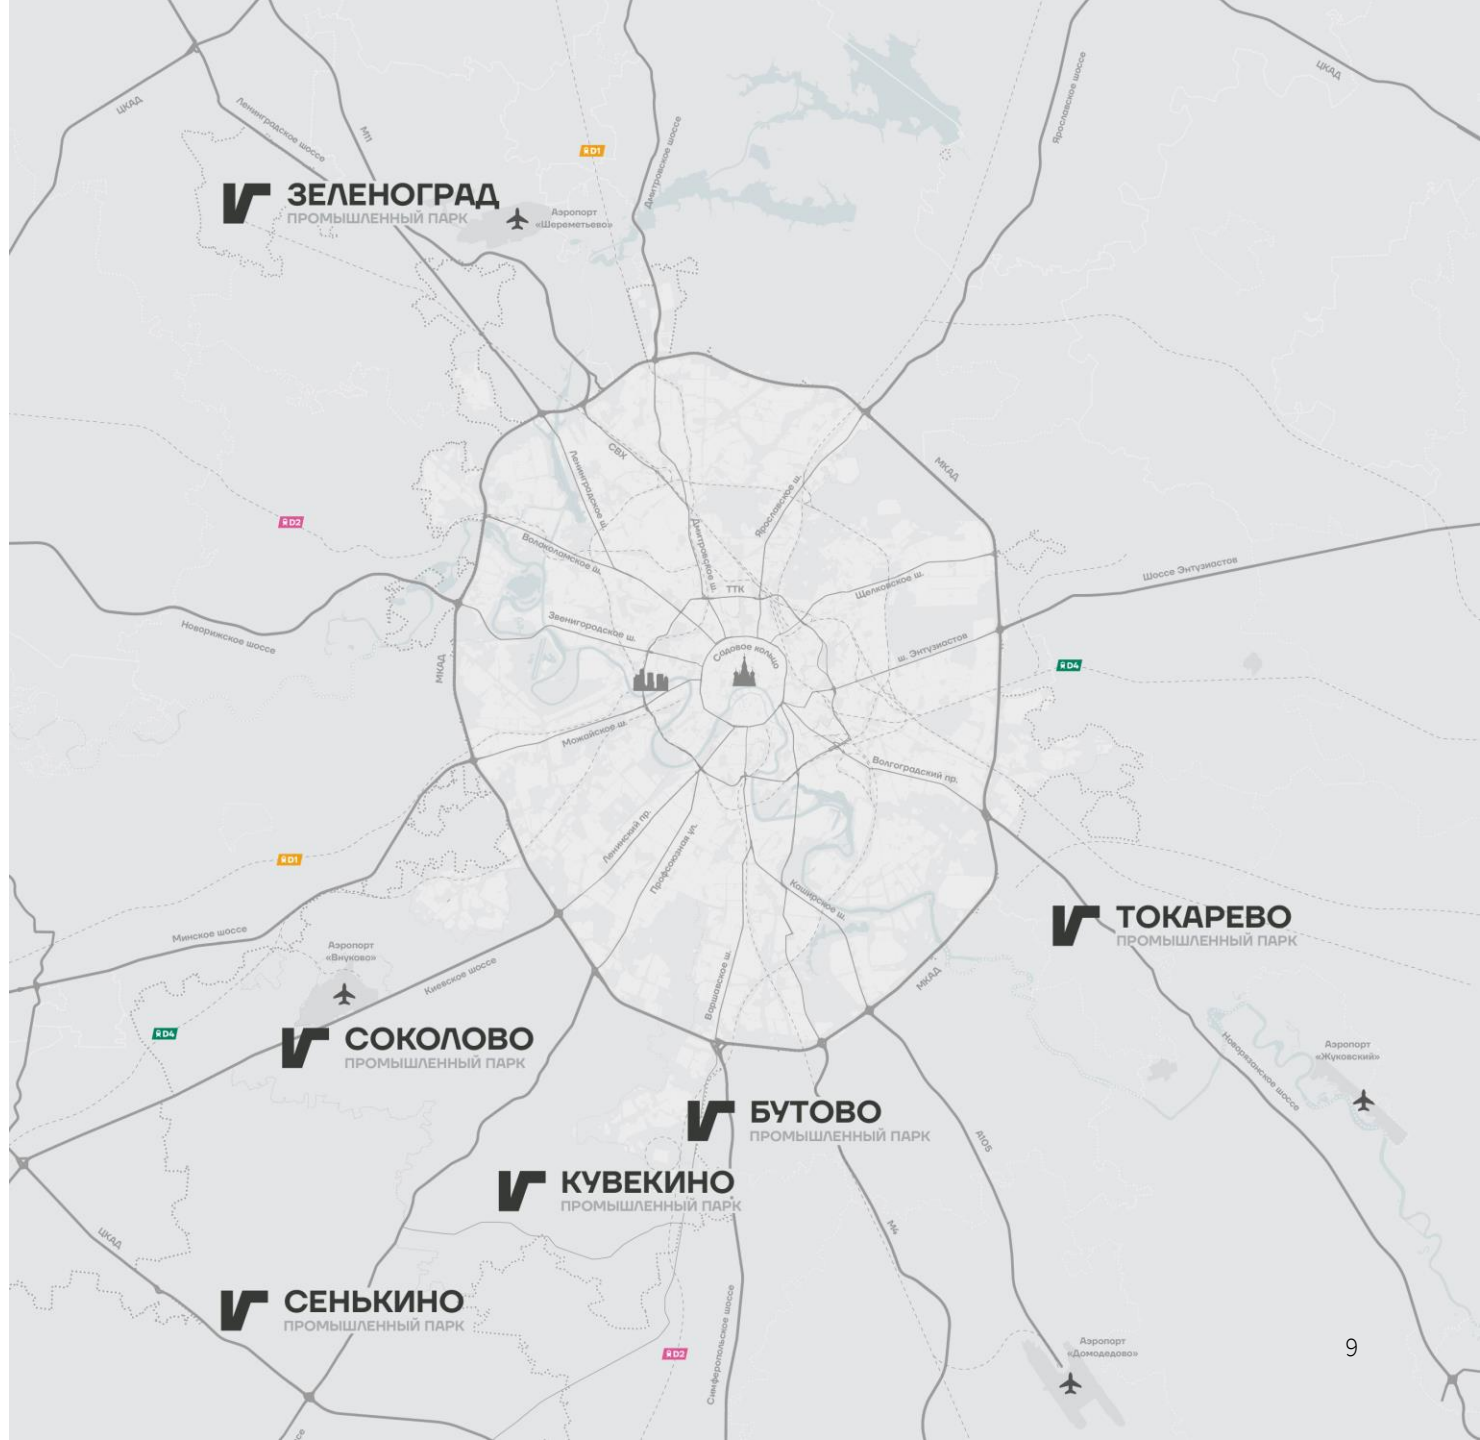 ЦКАД
ЦКАД
Ленинградское шоссе
М11
Дмитровское шоссе
Ярославское шоссе
D1
ЗЕЛЕНОГРАД
ПРОМЫШЛЕННЫЙ ПАРК
Аэропорт
«Шереметьево»
СВХ
МКАД
Ленинградское ш.
Ярославское ш.
Дмитровское ш.
D2
Волоколамское ш.
ТТК
Щелковское ш.
Шоссе Энтузиастов
Новорижское шоссе
Звенигородское ш.
Садовое кольцо
ш. Энтузиастов
МКАД
D4
Можайское ш.
Волгоградский пр.
Ленинский пр.
Профсоюзная ул.
D1
Каширское ш.
ТОКАРЕВО
ПРОМЫШЛЕННЫЙ ПАРК
Минское шоссе
Аэропорт
«Внуково»
Киевское шоссе
Варшавское ш.
МКАД
D4
СОКОЛОВО
ПРОМЫШЛЕННЫЙ ПАРК
Новорязанское шоссе
Аэропорт
«Жуковский»
БУТОВО
ПРОМЫШЛЕННЫЙ ПАРК
А105
КУВЕКИНО
ПРОМЫШЛЕННЫЙ ПАРК
М4
ЦКАД
СЕНЬКИНО
ПРОМЫШЛЕННЫЙ ПАРК
D2
Симферопольское шоссе
Аэропорт
«Домодедово»
9